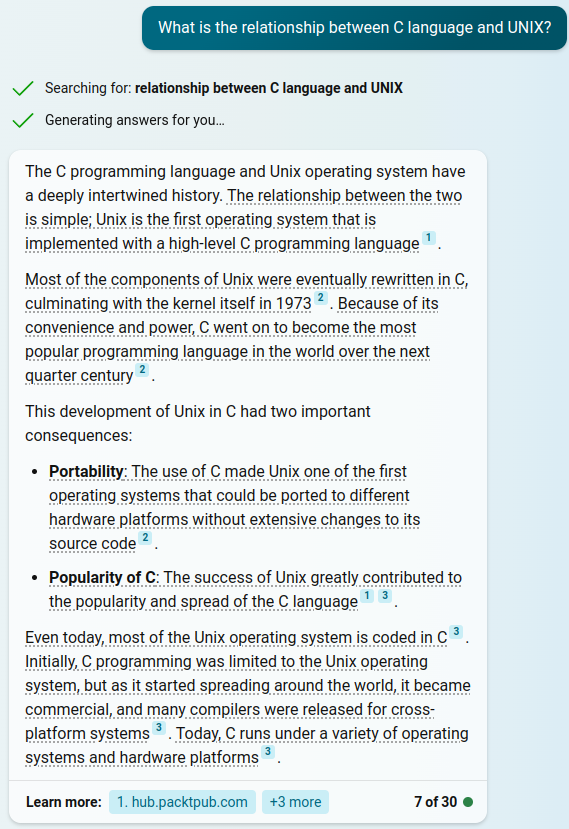 What is the relationship between C language and UNIX?
Searching for: relationship between C language and UNIX
Generating answers for you…
The C programming language and Unix operating system have
a deeply intertwined history. The relationship between the two
is simple; Unix is the first operating system that is
implemented with a high-level C programming language 1 .
Most of the components of Unix were eventually rewritten in C,
culminating with the kernel itself in 1973 2 . Because of its
convenience and power, C went on to become the most
popular programming language in the world over the next
quarter century 2 .
This development of Unix in C had two important
consequences:
• Portability: The use of C made Unix one of the first
operating systems that could be ported to different
hardware platforms without extensive changes to its
source code 2 .
• Popularity of C: The success of Unix greatly contributed to
the popularity and spread of the C language 1 3 .
Even today, most of the Unix operating system is coded in C 3 .
Initially, C programming was limited to the Unix operating
system, but as it started spreading around the world, it became
commercial, and many compilers were released for cross-
platform systems 3 . Today, C runs under a variety of operating
systems and hardware platforms 3 .
Learn more: 1. hub.packtpub.com +3 more 7 of 30